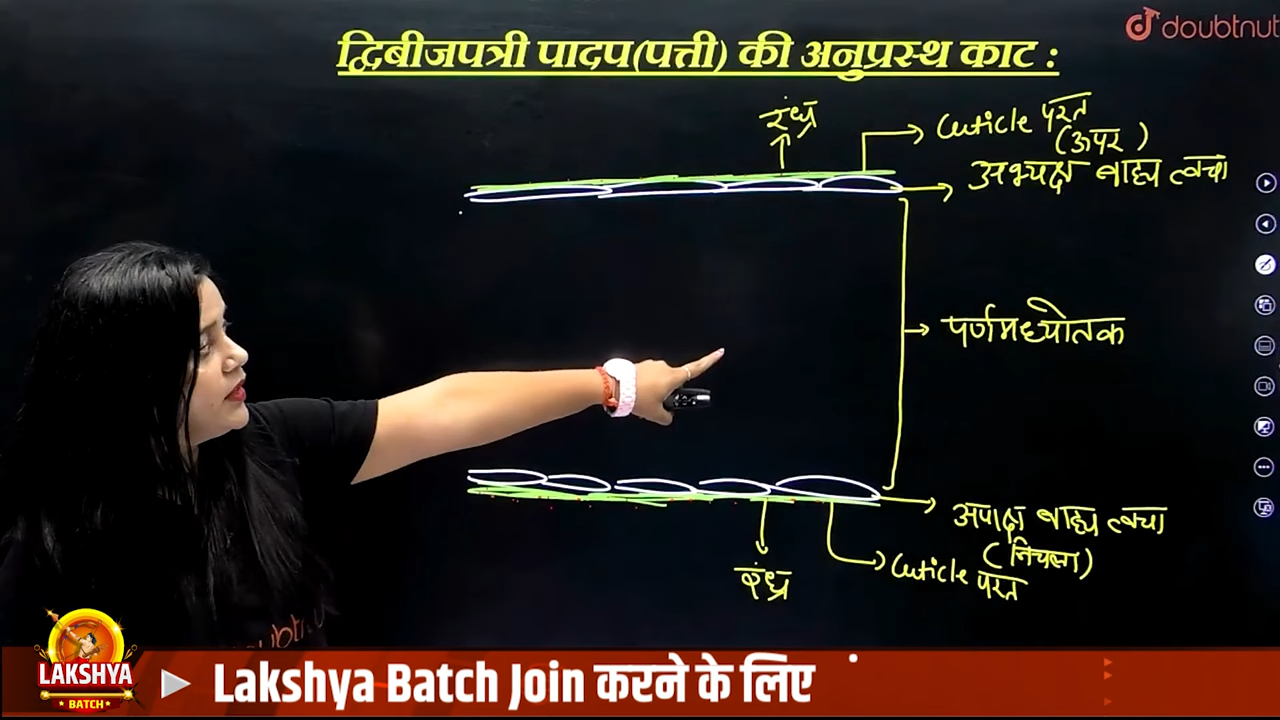 doubtnut
द्विबीजपत्री पादप(पत्ती) की अनुप्रस्थ काट :
रंध्र
Cuticle परत
(ऊपर)
अभ्यक्ष बाह्य त्वचा
पर्णमध्योतक
अपाक्ष बाह्य त्वचा
(निचला)
Cuticle परत
रंध्र
doubtnu
LAKSHYA
BATCH
Lakshya Batch Join करने के लिए